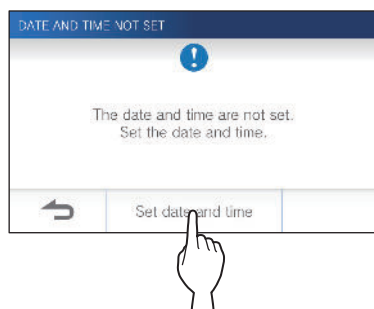 DATE AND TIME NOT SET
The date and time are not set.
Set the date and time.
Set date and time